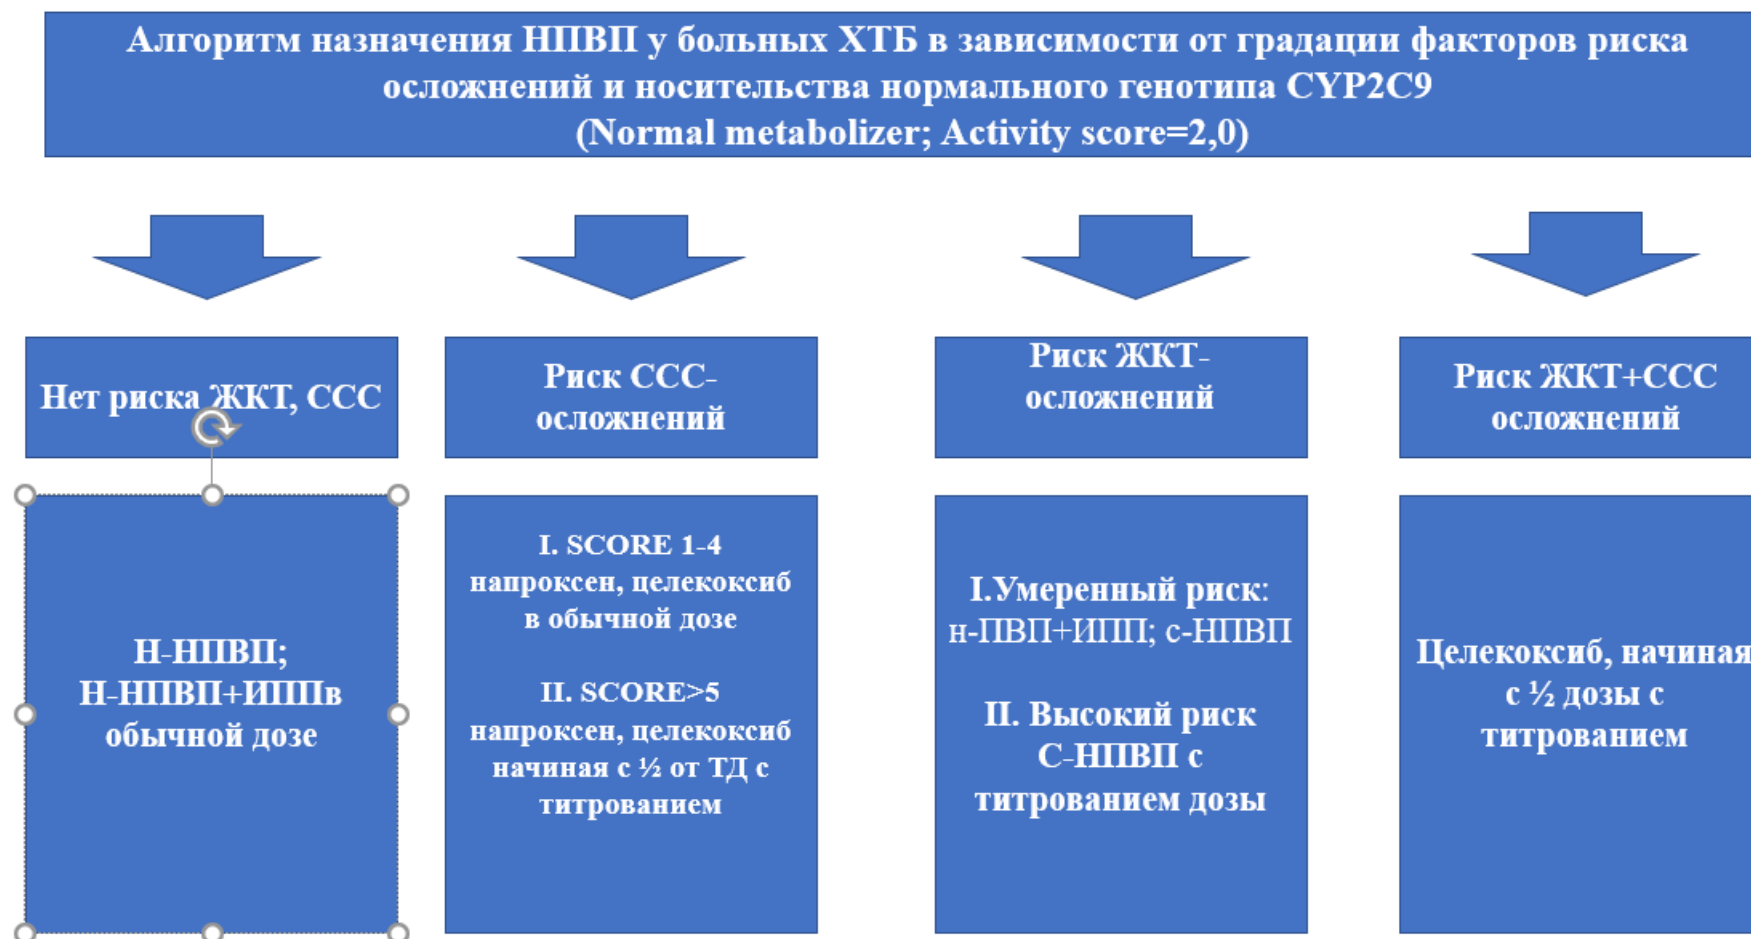 Алгоритм назначения НПВП у больных ХТБ в зависимости от градации факторов риска
осложнений и носительства нормального генотипа CYP2C9
(Normal metabolizer; Activity score=2,0)
Нет риска ЖКТ, ССС
Н-НПВП;
Н-НПВП+ИППв
обычной дозе
Риск ССС-
осложнений
I. SCORE 1-4
напроксен, целекоксиб
в обычной дозе
II. SCORE>5
напроксен, целекоксиб
начиная с ½ от ТД с
титрованием
Риск ЖКТ-
осложнений
I.Умеренный риск:
н-ПВП+ИПП; с-НПВП
II. Высокий риск
С-НПВП с
титрованием дозы
Риск ЖКТ+ССС
осложнений
Целекоксиб, начиная
с ½ дозы с
титрованием